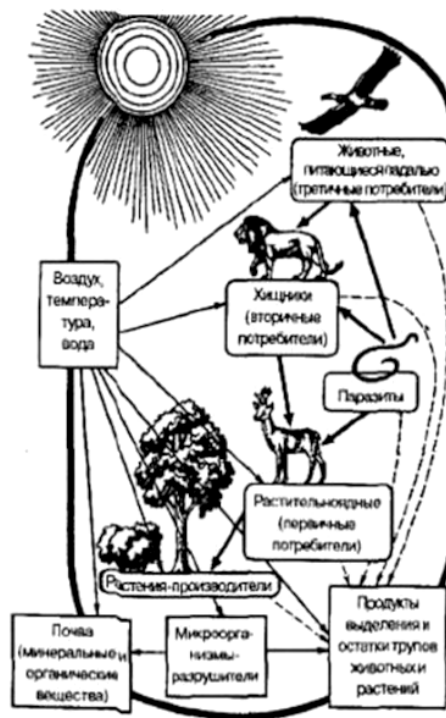 Животные,
питающиеся падалью
(третичные потребители)
Воздух,
темпера-
тура,
вода
Хищники
(вторичные
потребители)
Паразиты
Растительноядные
(первичные
потребители)
Растения-производители
Почва
(минеральные и
органические
вещества)
Микроорга-
низмы-
разрушители
Продукты
выделения и
остатки трупов
животных и
растений